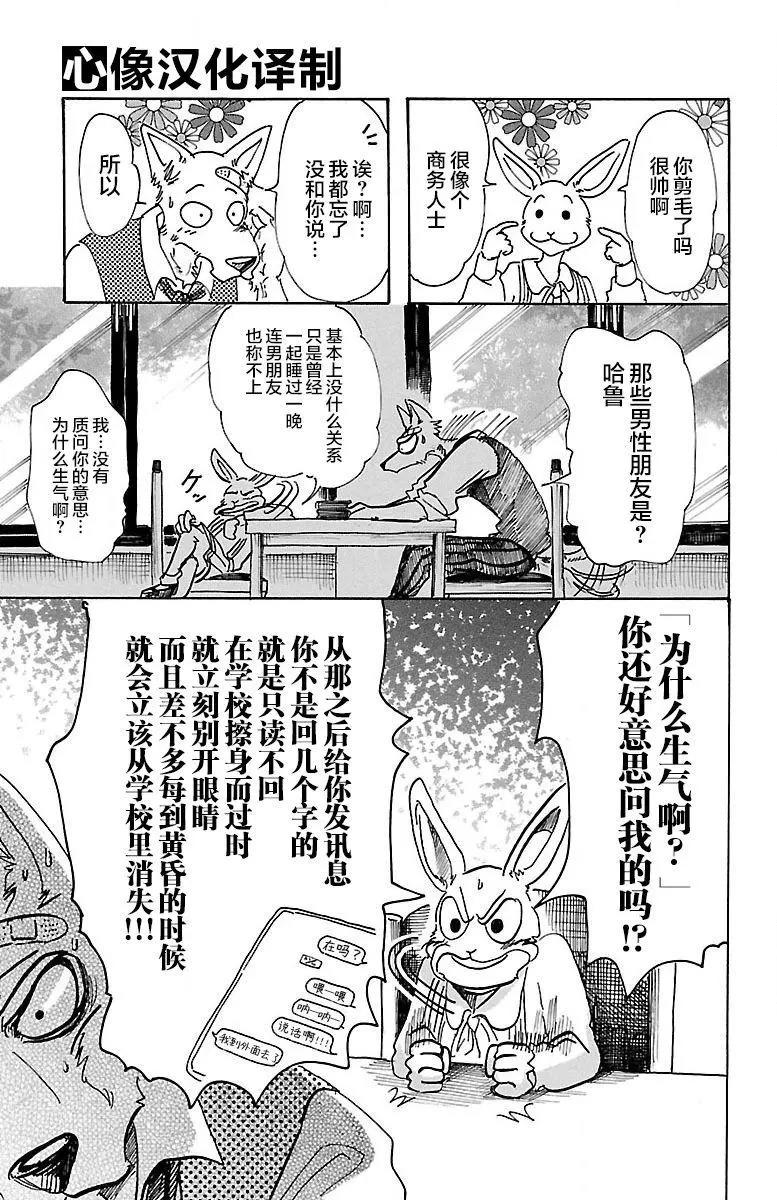 心像汉化译制
你剪毛了吗
很帅啊
很像个
商务人士
诶？啊…
我都忘了
没和你说…
所以
那些男性朋友是？
哈鲁
基本上没什么关系
只是曾经
一起睡过一晚
连男朋友
也称不上
我…没有
质问你的意思…
为什么生气啊？
「为什么生气啊？」
你还好意思问我的吗!?
从那之后给你发讯息
你不是回几个字的
就是只读不回
在学校擦身而过时
就立刻别开眼睛
而且差不多每到黄昏的时候
就会立该从学校里消失!!!
在吗？
喂—喂
呐—呐—
说话啊!!!
我到外面去了